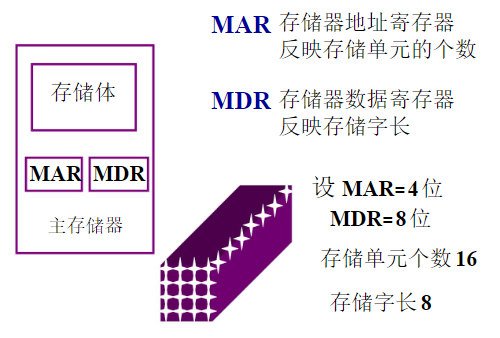 MAR 存储器地址寄存器
反映存储单元的个数
存储体
MDR 存储器数据寄存器
反映存储字长
MAR MDR
主存储器
设 MAR=4 位
MDR=8 位
存储单元个数 16
存储字长 8